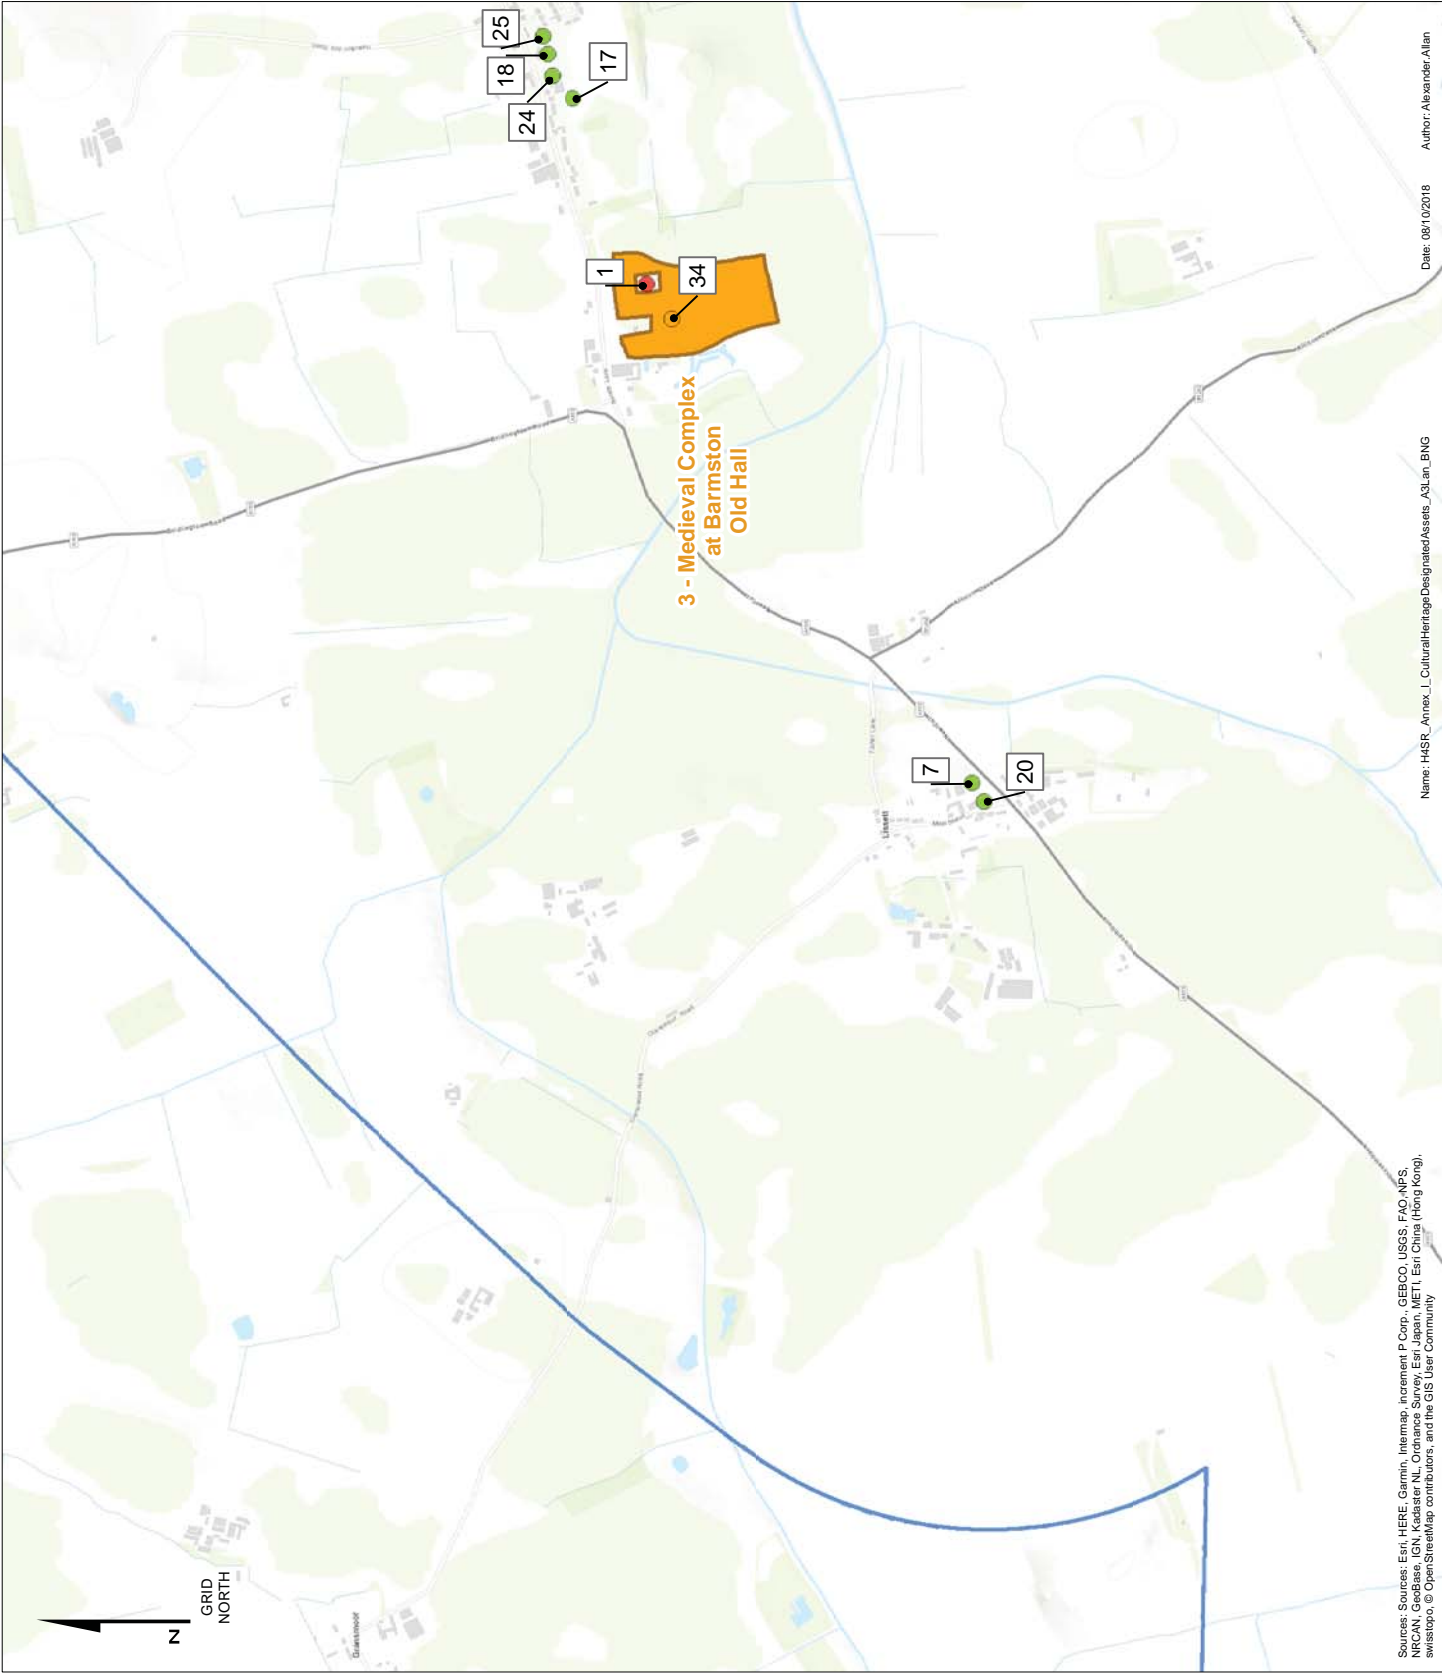 25
18
24
17
1
34
3 - Medieval Complex
at Barmston
Old Hall
7
20
Lissett
Gransmoor
GRID
NORTH
N
Sources: Sources: Esri, HERE, Garmin, Intermap, increment P Corp., GEBCO, USGS, FAO, NPS,
NRCAN, GeoBase, IGN, Kadaster NL, Ordnance Survey, Esri Japan, METI, Esri China (Hong Kong),
swisstopo, © OpenStreetMap contributors, and the GIS User Community
Name: H4SR_Annex_I_CulturalHeritageDesignatedAssets_A3Lan_BNG
Date: 08/10/2018
Author: Alexander.Allan